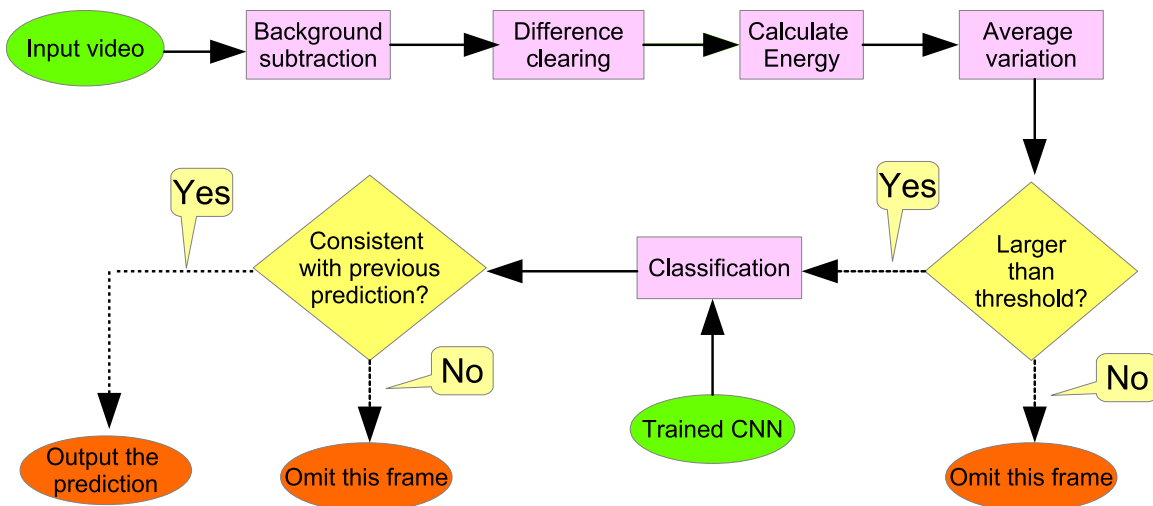 Input video
Background
subtraction
Difference
clearing
Calculate
Energy
Average
variation
Yes
Yes
Consistent
with previous
prediction?
Classification
Larger
than
threshold?
No
No
Trained CNN
Output the
prediction
Omit this frame
Omit this frame